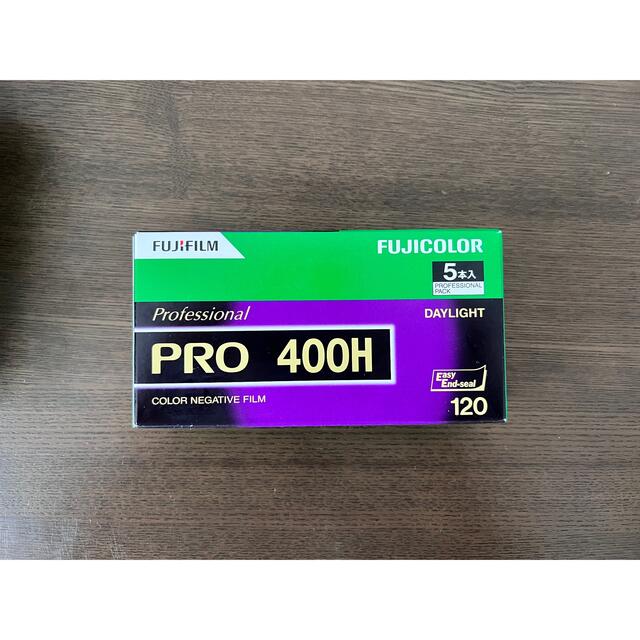 FUJIFILM
FUJICOLOR
5本入
PROFESSIONAL
PACK
Professional
DAYLIGHT
PRO 400H
Easy
End-seal
COLOR NEGATIVE FILM
120